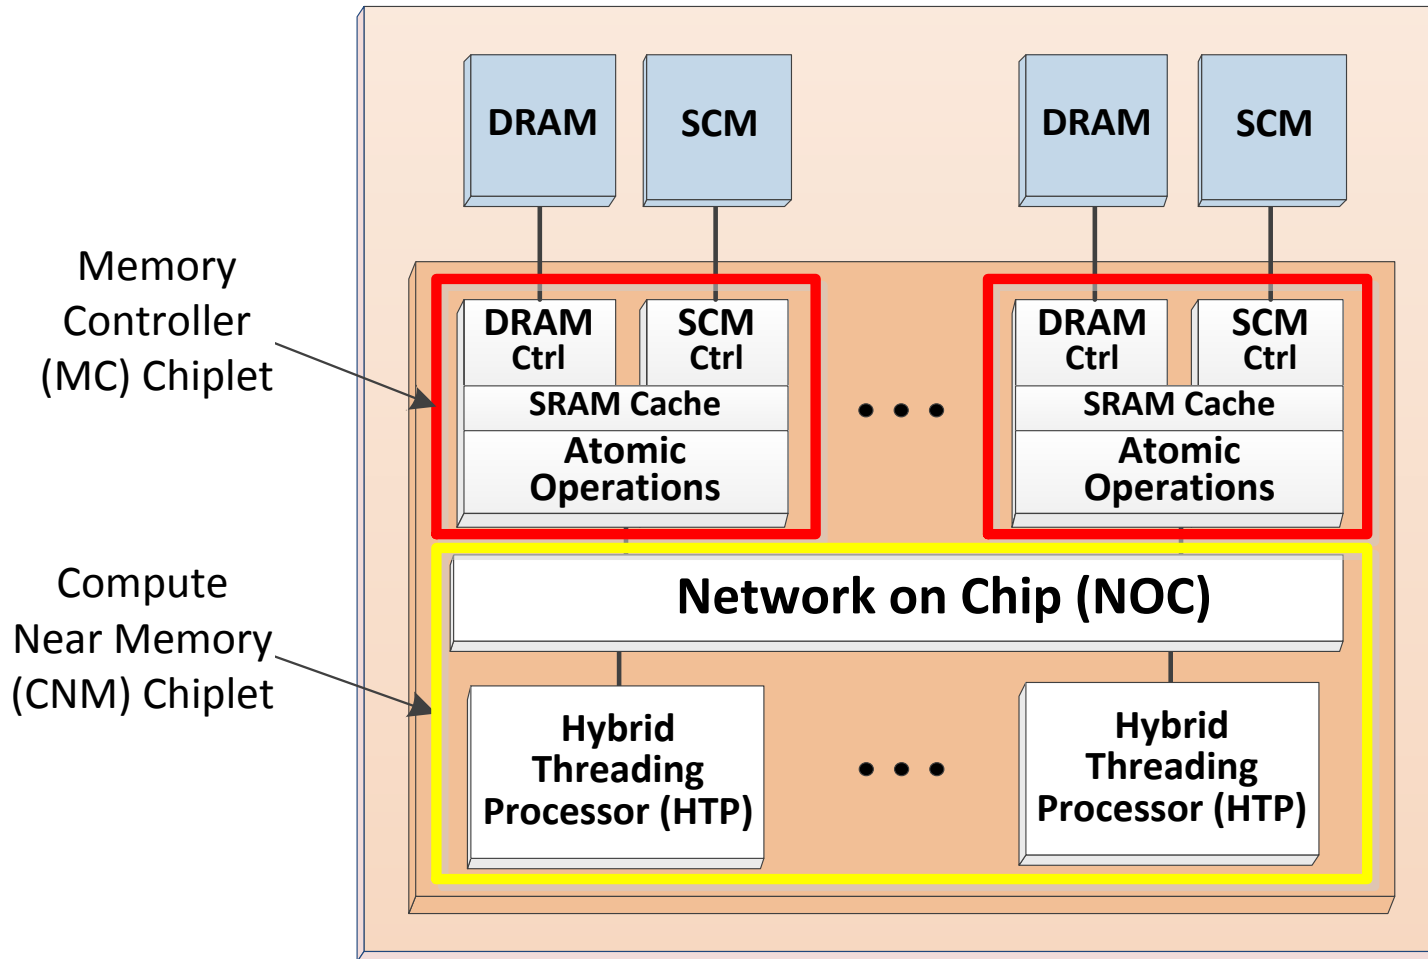 DRAM
SCM
DRAM
SCM
Memory
Controller
(MC) Chiplet
DRAM
Ctrl
SCM
Ctrl
SRAM Cache
Atomic
Operations
DRAM
Ctrl
SCM
Ctrl
SRAM Cache
Atomic
Operations
Compute
Near Memory
(CNM) Chiplet
Network on Chip (NOC)
Hybrid
Threading
Processor (HTP)
Hybrid
Threading
Processor (HTP)